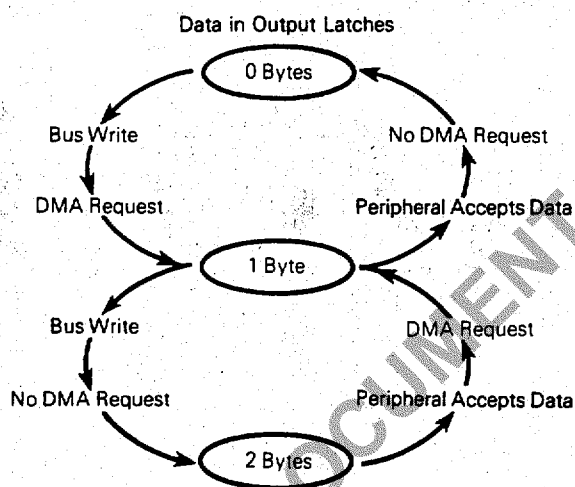 Data in Output Latches
0 Bytes
Bus Write
No DMA Request
DMA Request
Peripheral Accepts Data
1 Byte
Bus Write
DMA Request
No DMA Request
Peripheral Accepts Data
2 Bytes
OCUMENT